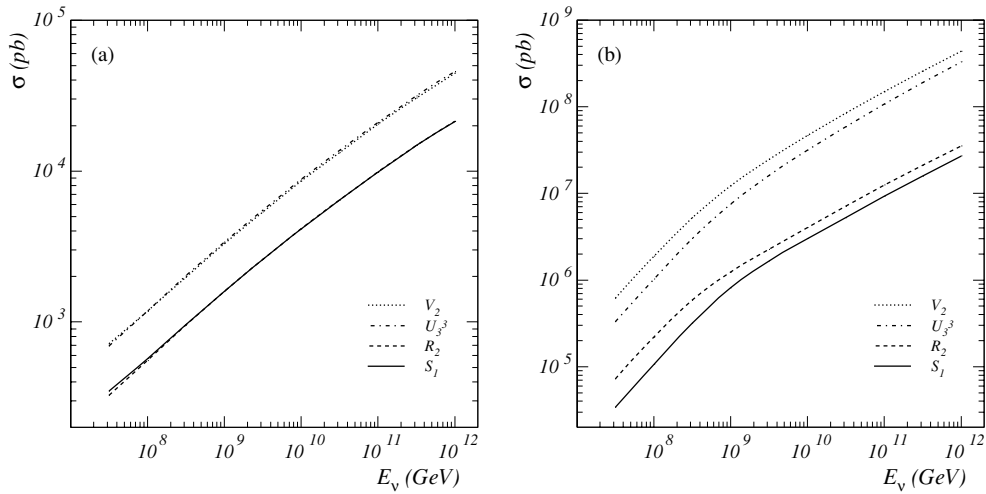 (a)
σ (pb)
10^5
10^4
10^3
V_2
U_3^3
R_2
S_1
10^8 10^9 10^10 10^11 10^12
E_ν (GeV)
(b)
σ (pb)
10^9
10^8
10^7
10^6
10^5
V_2
U_3^3
R_2
S_1
10^8 10^9 10^10 10^11 10^12
E_ν (GeV)